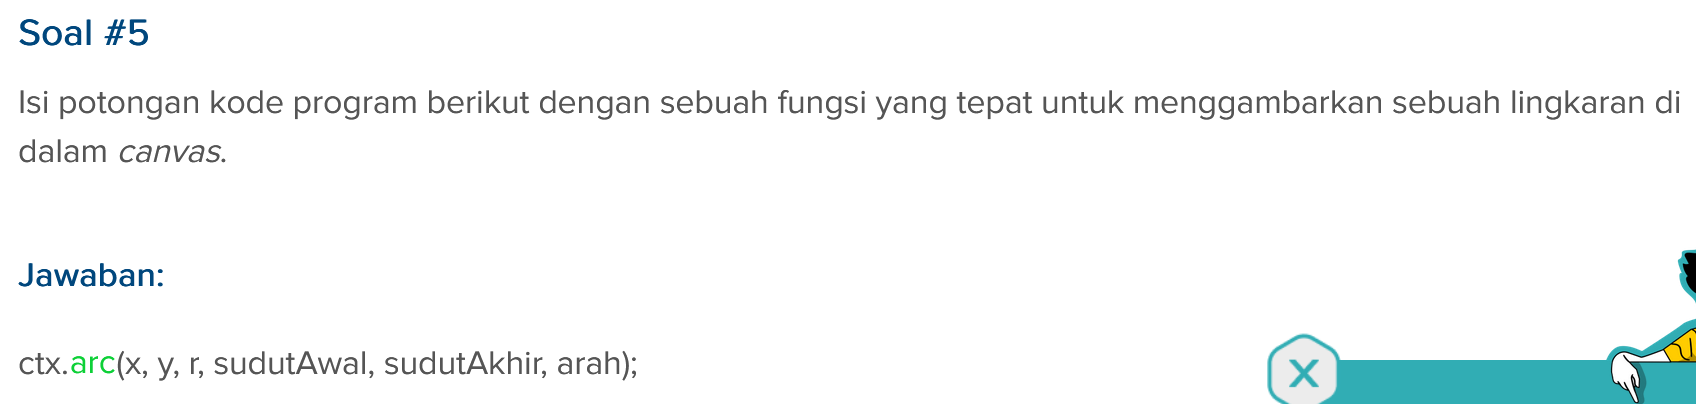 Soal #5
Isi potongan kode program berikut dengan sebuah fungsi yang tepat untuk menggambarkan sebuah lingkaran di
dalam canvas.
Jawaban:
ctx.arc(x, y, r, sudutAwal, sudutAkhir, arah);
X